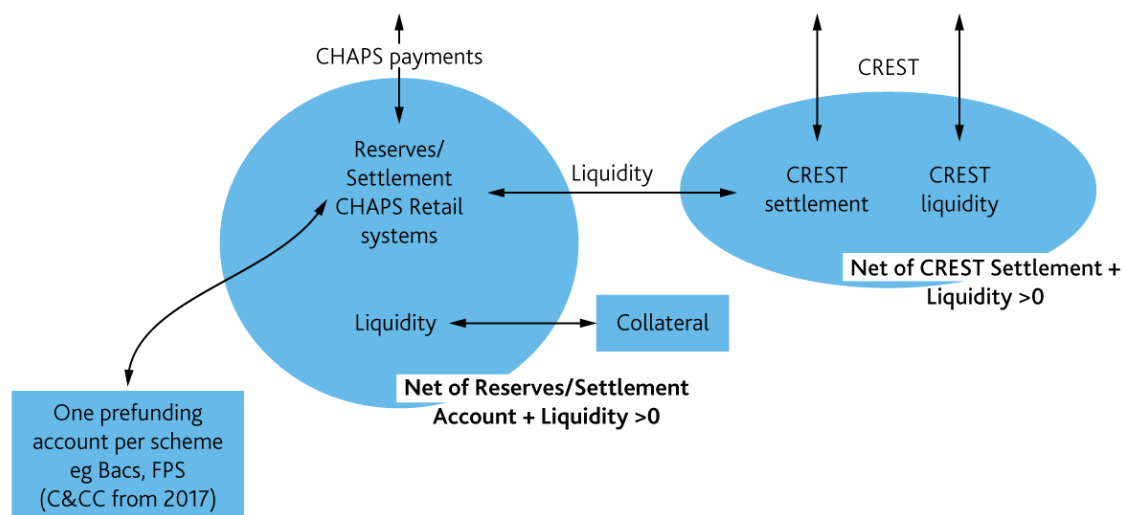 CHAPS payments
Reserves/
Settlement
CHAPS Retail
systems
Liquidity
CREST
CREST
settlement
CREST
liquidity
Net of CREST Settlement +
Liquidity >0
Liquidity
Collateral
Net of Reserves/Settlement
Account + Liquidity >0
One prefunding
account per scheme
eg Bacs, FPS
(C&CC from 2017)